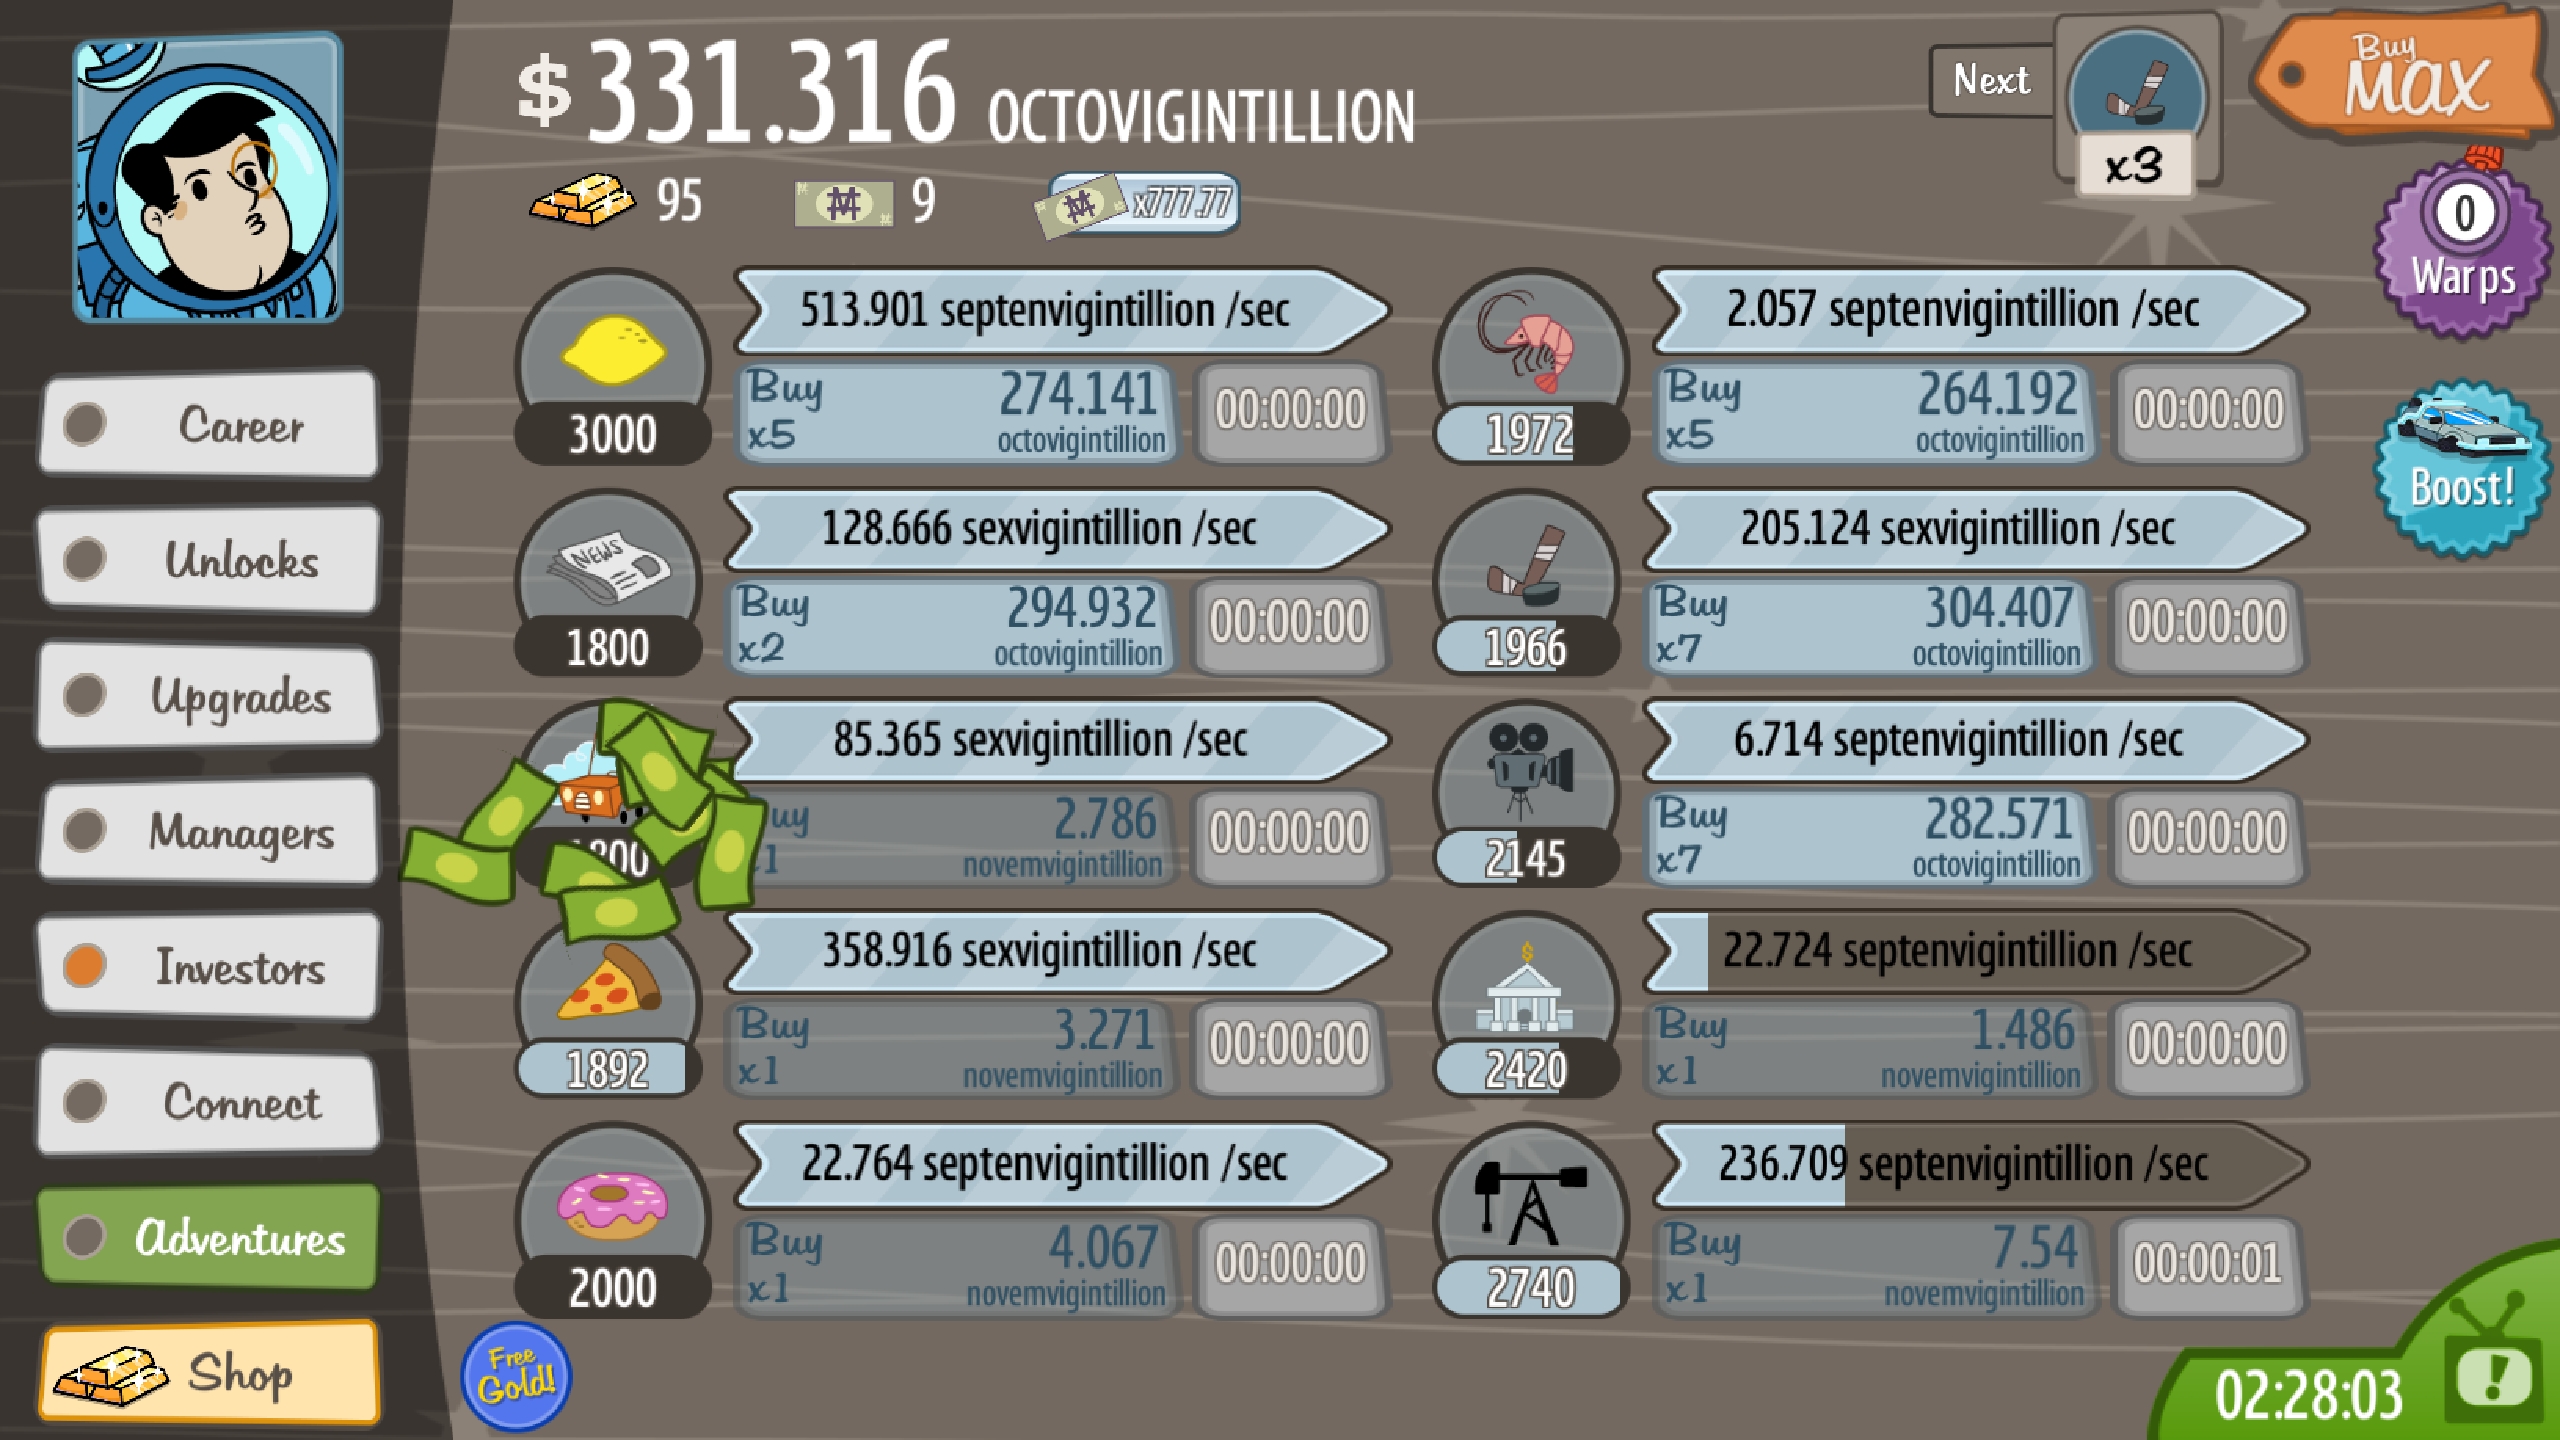 $331.316 OCTOVIGINTILLION
95
9
x777.77
Next
x3
Buy
MAX
0
Warps
Boost!
Career
Unlocks
Upgrades
Managers
Investors
Connect
Adventures
Shop
3000
513.901 septenvigintillion /sec
Buy
x5
274.141
octovigintillion
00:00:00
NEWS
1800
128.666 sexvigintillion /sec
Buy
x2
294.932
octovigintillion
00:00:00
85.365 sexvigintillion /sec
2.786
novemvigintillion
00:00:00
1892
358.916 sexvigintillion /sec
Buy
x1
3.271
novemvigintillion
00:00:00
2000
22.764 septenvigintillion /sec
Buy
x1
4.067
novemvigintillion
00:00:00
1972
2.057 septenvigintillion /sec
Buy
x5
264.192
octovigintillion
00:00:00
1966
205.124 sexvigintillion /sec
Buy
x7
304.407
octovigintillion
00:00:00
2145
6.714 septenvigintillion /sec
Buy
x7
282.571
octovigintillion
00:00:00
$
2420
22.724 septenvigintillion /sec
Buy
x1
1.486
novemvigintillion
00:00:00
2740
236.709 septenvigintillion /sec
Buy
x1
7.54
novemvigintillion
00:00:01
Free
Gold!
02:28:03
!